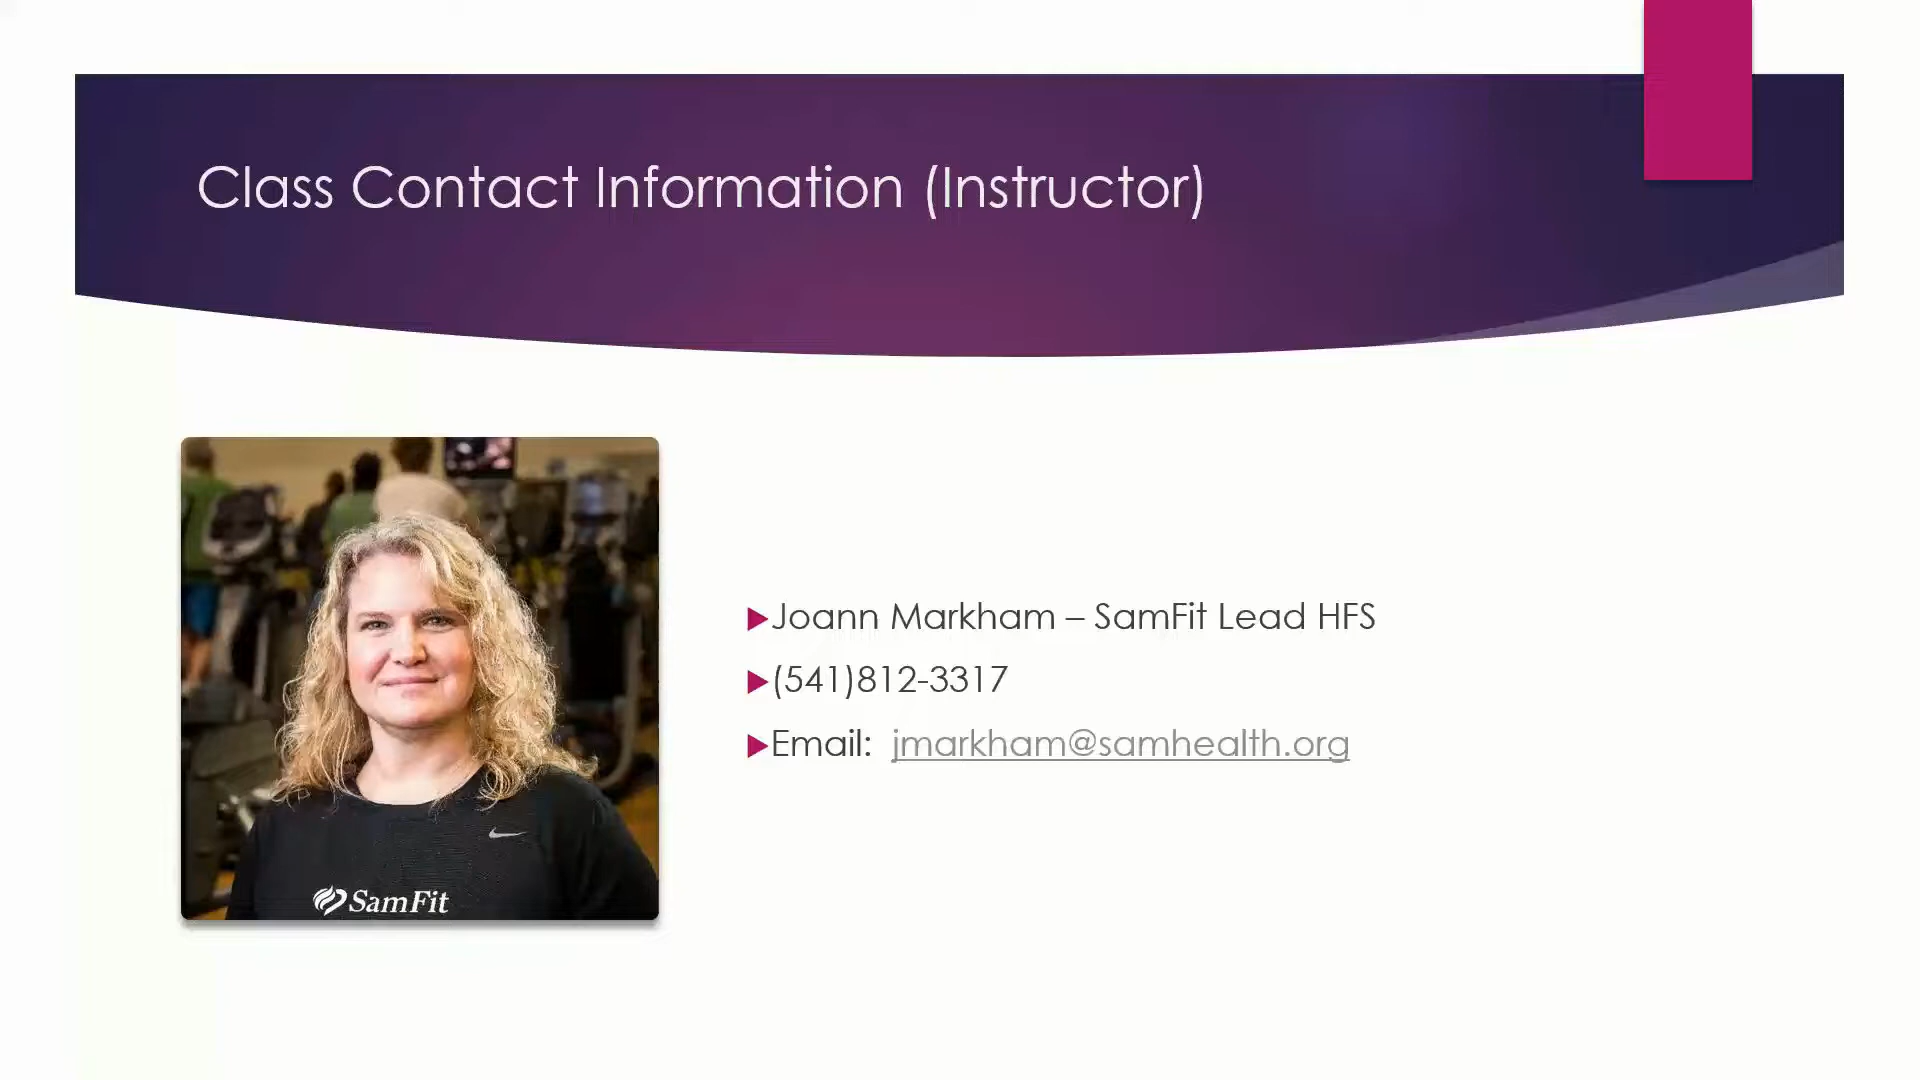 Class Contact Information (Instructor)
Joann Markham – SamFit Lead HFS
(541)812-3317
Email: jmarkham@samhealth.org
SamFit